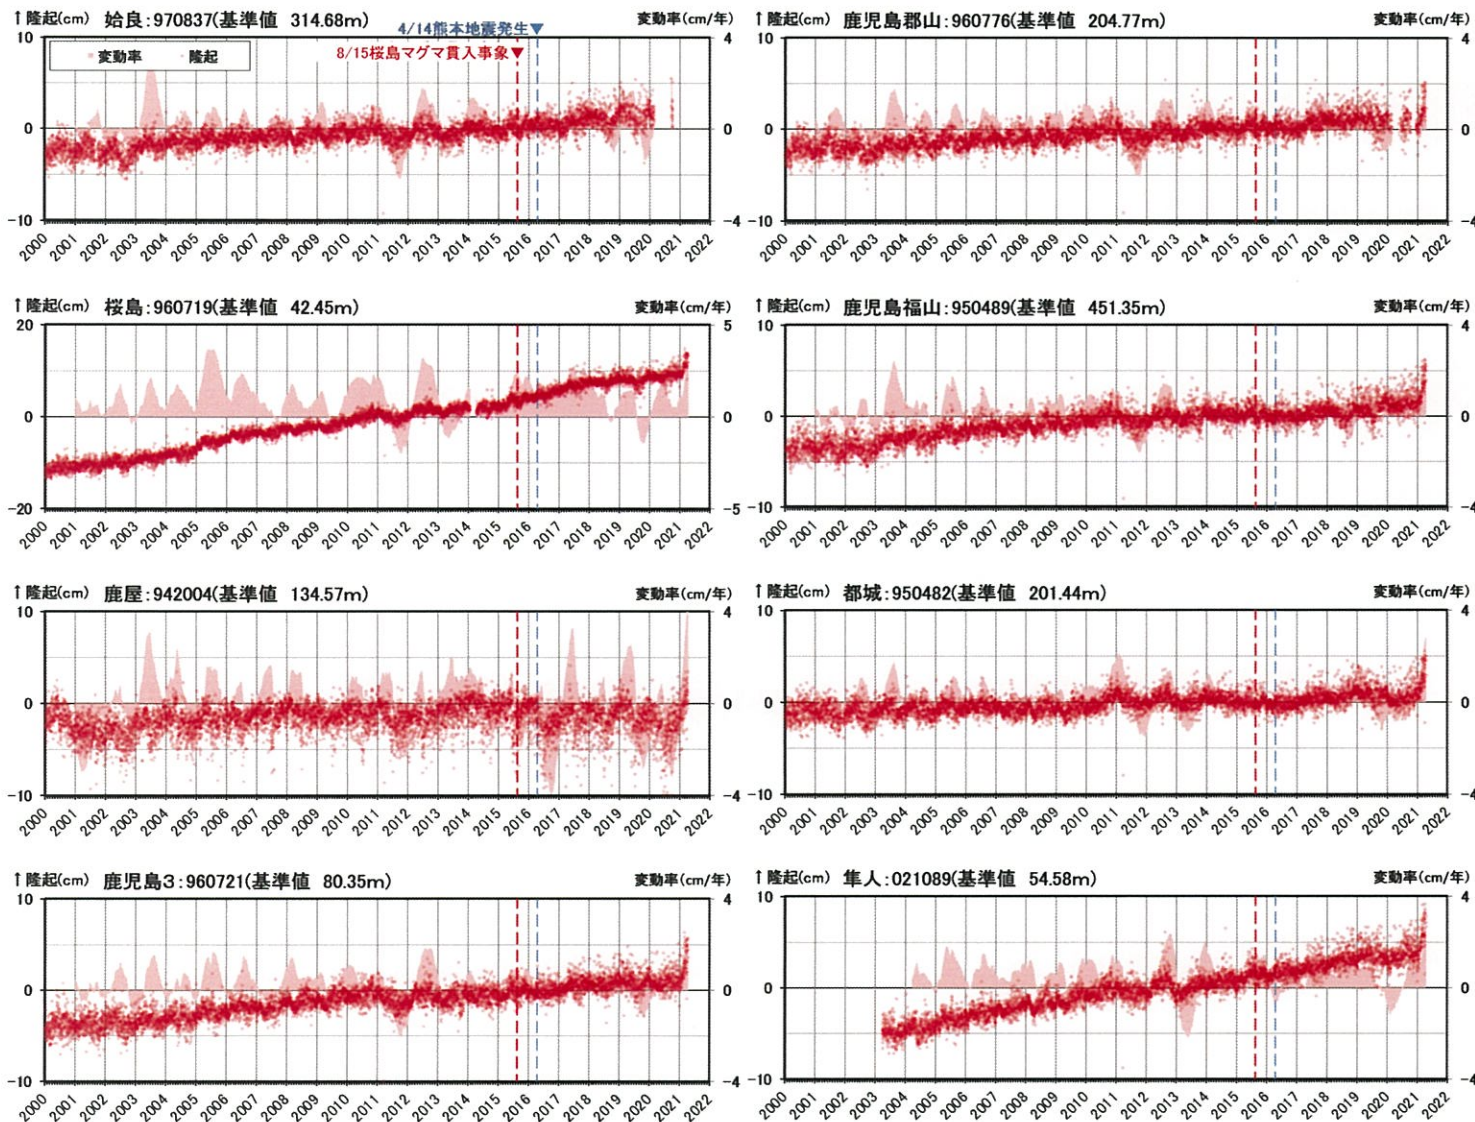 ↑隆起(cm) 姶良:970837(基準値 314.68m) 変動率(cm/年)
4/14熊本地震発生▼
8/15桜島マグマ貫入事象▼
変動率 隆起
10 4
0 0
-10 -4
2000 2001 2002 2003 2004 2005 2006 2007 2008 2009 2010 2011 2012 2013 2014 2015 2016 2017 2018 2019 2020 2021 2022
↑隆起(cm) 鹿児島郡山:960776(基準値 204.77m) 変動率(cm/年)
10 4
0 0
-10 -4
2000 2001 2002 2003 2004 2005 2006 2007 2008 2009 2010 2011 2012 2013 2014 2015 2016 2017 2018 2019 2020 2021 2022
↑隆起(cm) 桜島:960719(基準値 42.45m) 変動率(cm/年)
20 5
0 0
-20 -5
2000 2001 2002 2003 2004 2005 2006 2007 2008 2009 2010 2011 2012 2013 2014 2015 2016 2017 2018 2019 2020 2021 2022
↑隆起(cm) 鹿児島福山:950489(基準値 451.35m) 変動率(cm/年)
10 4
0 0
-10 -4
2000 2001 2002 2003 2004 2005 2006 2007 2008 2009 2010 2011 2012 2013 2014 2015 2016 2017 2018 2019 2020 2021 2022
↑隆起(cm) 鹿屋:942004(基準値 134.57m) 変動率(cm/年)
10 4
0 0
-10 -4
2000 2001 2002 2003 2004 2005 2006 2007 2008 2009 2010 2011 2012 2013 2014 2015 2016 2017 2018 2019 2020 2021 2022
↑隆起(cm) 都城:950482(基準値 201.44m) 変動率(cm/年)
10 4
0 0
-10 -4
2000 2001 2002 2003 2004 2005 2006 2007 2008 2009 2010 2011 2012 2013 2014 2015 2016 2017 2018 2019 2020 2021 2022
↑隆起(cm) 鹿児島3:960721(基準値 80.35m) 変動率(cm/年)
10 4
0 0
-10 -4
2000 2001 2002 2003 2004 2005 2006 2007 2008 2009 2010 2011 2012 2013 2014 2015 2016 2017 2018 2019 2020 2021 2022
↑隆起(cm) 隼人:021089(基準値 54.58m) 変動率(cm/年)
10 4
0 0
-10 -4
2000 2001 2002 2003 2004 2005 2006 2007 2008 2009 2010 2011 2012 2013 2014 2015 2016 2017 2018 2019 2020 2021 2022